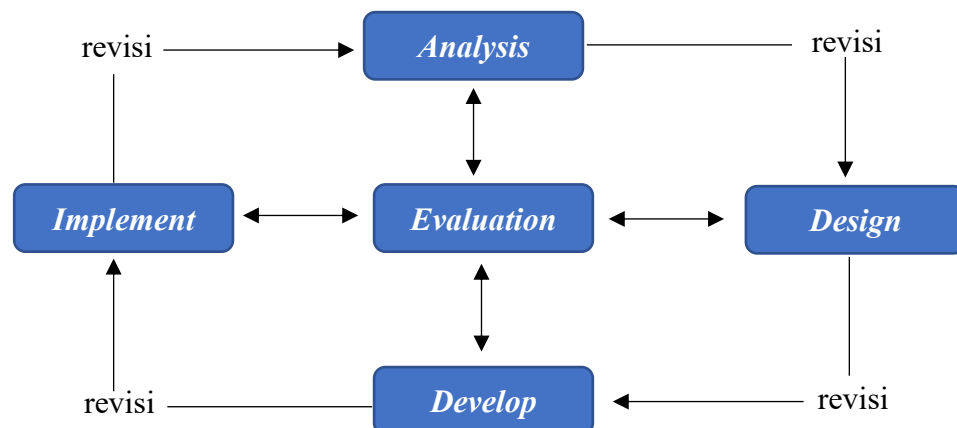 revisi
Analysis
revisi
Implement
Evaluation
Design
revisi
Develop
revisi